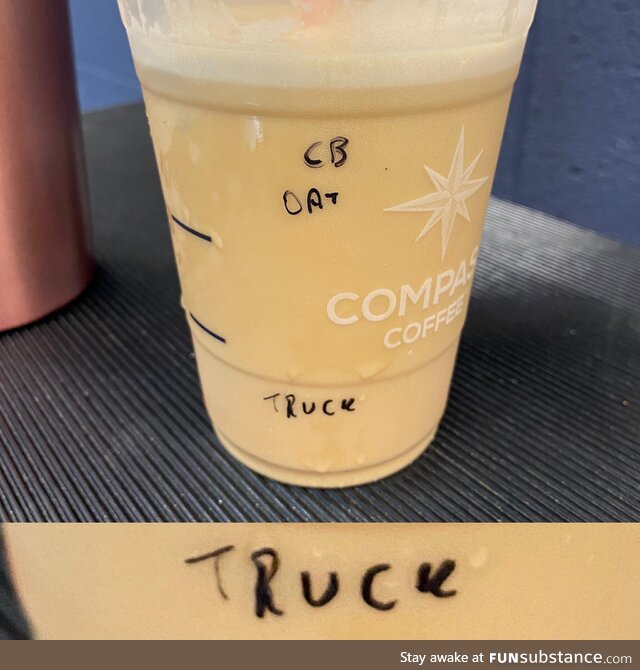 CB
OAT
COMPAS
COFFEE
TRUCK
TRUCK
Stay awake at FUNsubstance.com